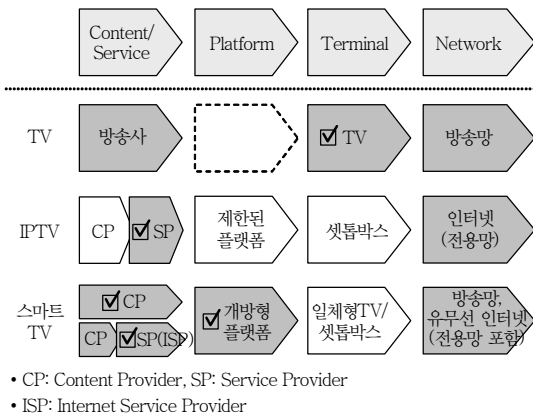 Content/
Service
Platform
Terminal
Network
TV
방송사
TV
방송망
IPTV
CP
SP
제한된
플랫폼
셋톱박스
인터넷
(전용망)
스마트
TV
CP
CP
SP(ISP)
개방형
플랫폼
일체형TV/
셋톱박스
방송망,
유무선 인터넷
(전용망 포함)
• CP: Content Provider, SP: Service Provider
• ISP: Internet Service Provider